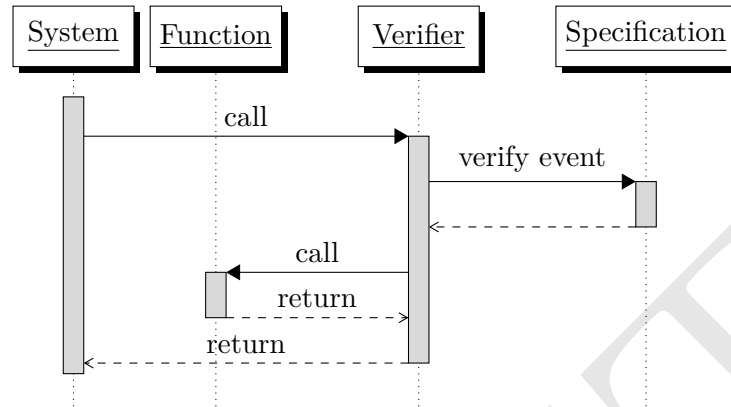 System Function Verifier Specification
call
verify event
call
return
return
T